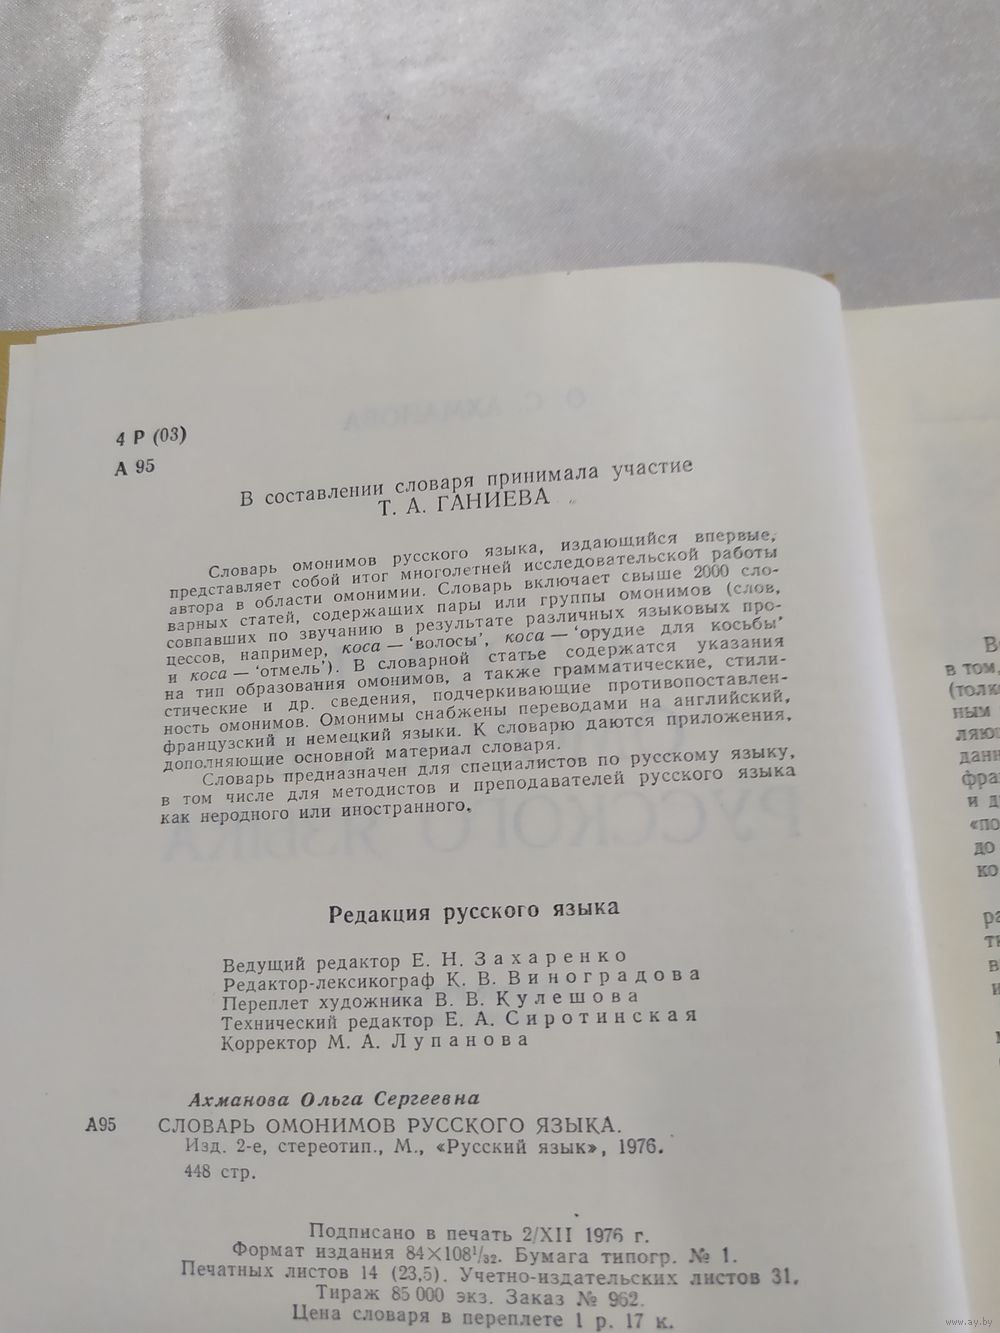 4 Р (03)
А 95
В составлении словаря принимала участие
Т. А. ГАНИЕВА
Словарь омонимов русского языка, издающийся впервые,
представляет собой итог многолетней исследовательской работы
автора в области омонимии. Словарь включает свыше 2000 сло-
варных статей, содержащих пары или группы омонимов (слов,
совпавших по звучанию в результате различных языковых про-
цессов, например, коса — ‘волосы’, коса — ‘орудие для косьбы’
и коса — ‘отмель’). В словарной статье содержатся указания
на тип образования омонимов, а также грамматические, стили-
стические и др. сведения, подчеркивающие противопоставлен-
ность омонимов. Омонимы снабжены переводами на английский,
французский и немецкий языки. К словарю даются приложения,
дополняющие основной материал словаря.
Словарь предназначен для специалистов по русскому языку,
в том числе для методистов и преподавателей русского языка
как неродного или иностранного.
Редакция русского языка
Ведущий редактор Е. Н. Захаренко
Редактор-лексикограф К. В. Виноградова
Переплет художника В. В. Кулешова
Технический редактор Е. А. Сиротинская
Корректор М. А. Лупанова
Ахманова Ольга Сергеевна
А95 СЛОВАРЬ ОМОНИМОВ РУССКОГО ЯЗЫКА.
Изд. 2-е, стереотип., М., «Русский язык», 1976.
448 стр.
Подписано в печать 2/XII 1976 г.
Формат издания 84×108¹/₃₂. Бумага типогр. № 1.
Печатных листов 14 (23,5). Учетно-издательских листов 31.
Тираж 85 000 экз. Заказ № 962.
Цена словаря в переплете 1 р. 17 к.
в том,
ным
и
«по
до
ко
www.ay.by